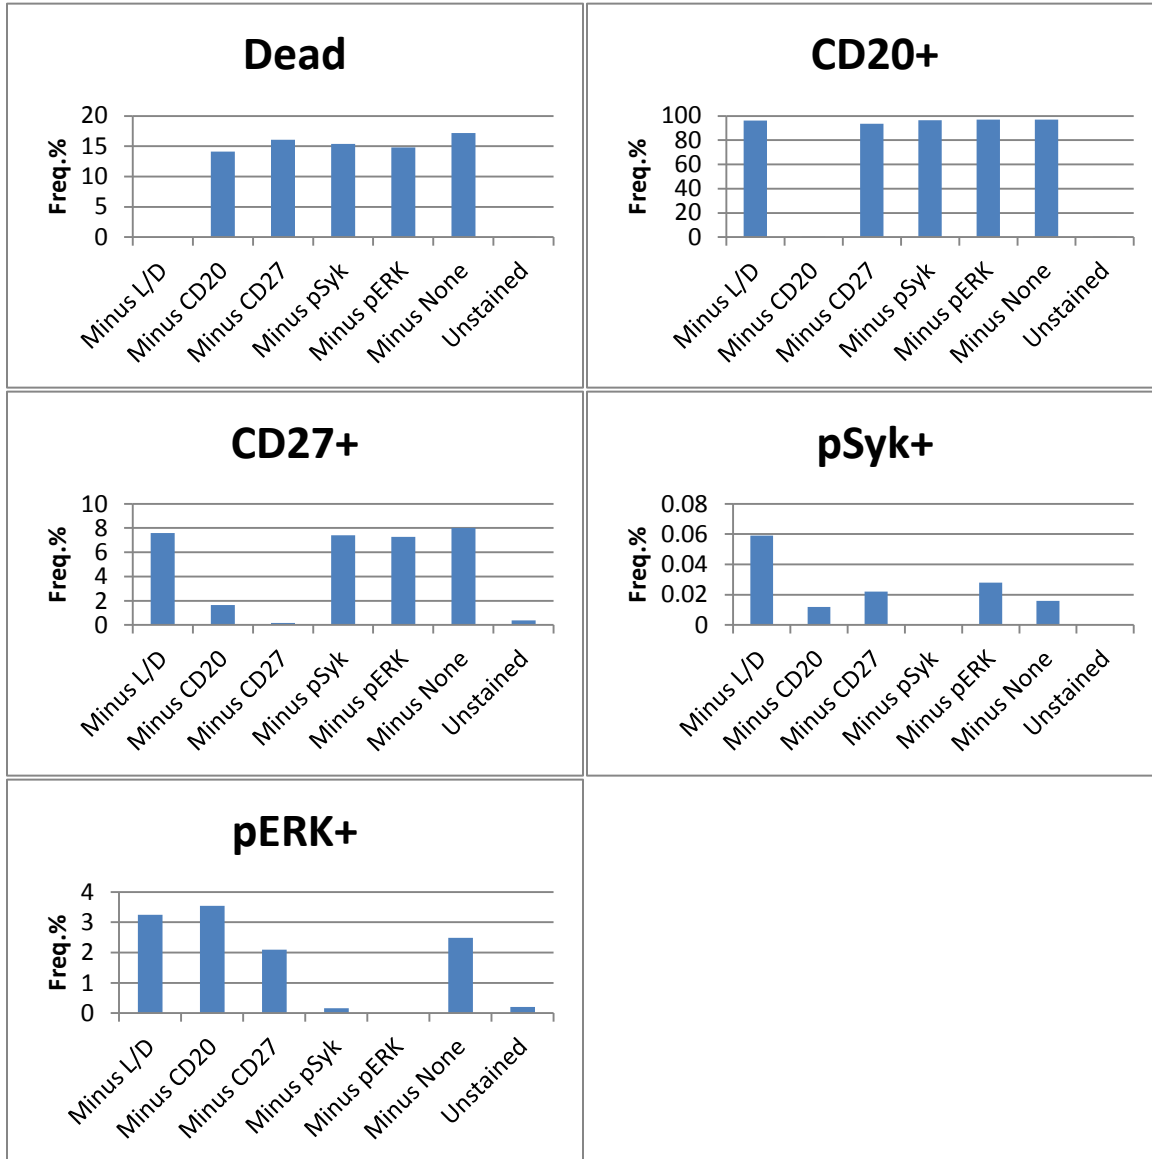 Dead
Freq.%
20
15
10
5
0
Minus L/D
Minus CD20
Minus CD27
Minus pSyk
Minus pERK
Minus None
Unstained
CD20+
Freq.%
100
80
60
40
20
0
Minus L/D
Minus CD20
Minus CD27
Minus pSyk
Minus pERK
Minus None
Unstained
CD27+
Freq.%
10
8
6
4
2
0
Minus L/D
Minus CD20
Minus CD27
Minus pSyk
Minus pERK
Minus None
Unstained
pSyk+
Freq.%
0.08
0.06
0.04
0.02
0
Minus L/D
Minus CD20
Minus CD27
Minus pSyk
Minus pERK
Minus None
Unstained
pERK+
Freq.%
4
3
2
1
0
Minus L/D
Minus CD20
Minus CD27
Minus pSyk
Minus pERK
Minus None
Unstained